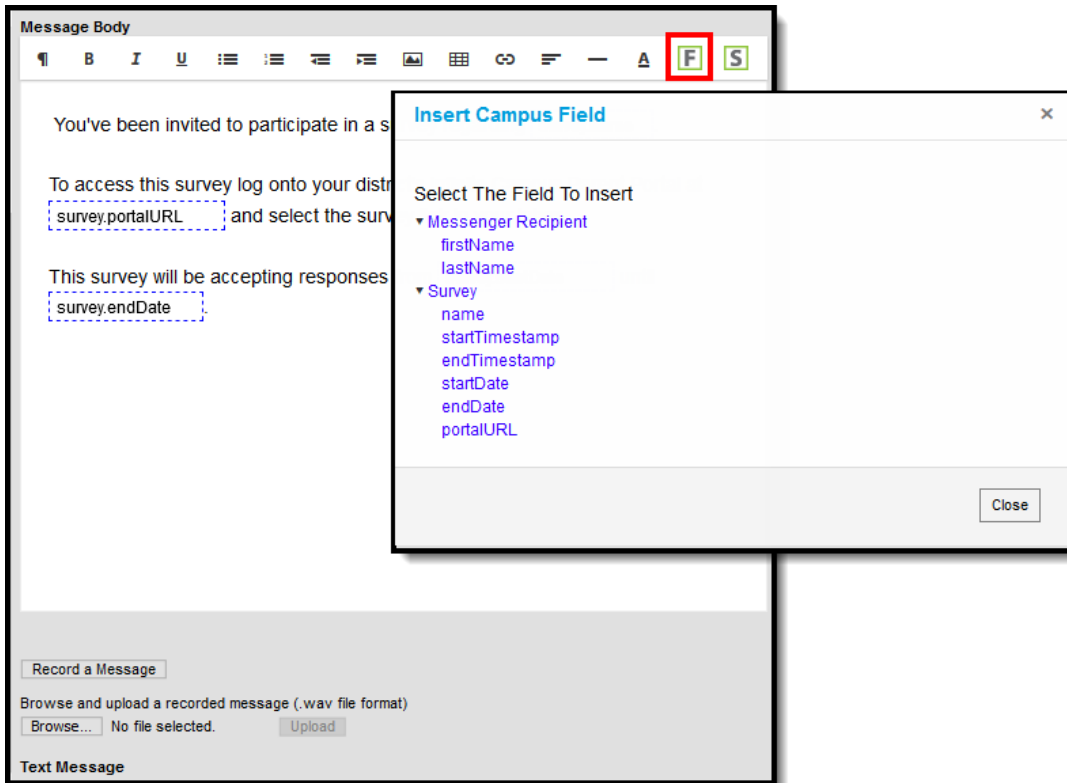 Message Body
¶ B I U A F S
You've been invited to participate in a s
To access this survey log onto your distr
survey.portalURL and select the surv
This survey will be accepting responses
survey.endDate .
Insert Campus Field ×
Select The Field To Insert
Messenger Recipient
firstName
lastName
Survey
name
startTimestamp
endTimestamp
startDate
endDate
portalURL
Close
Record a Message
Browse and upload a recorded message (.wav file format)
Browse... No file selected. Upload
Text Message